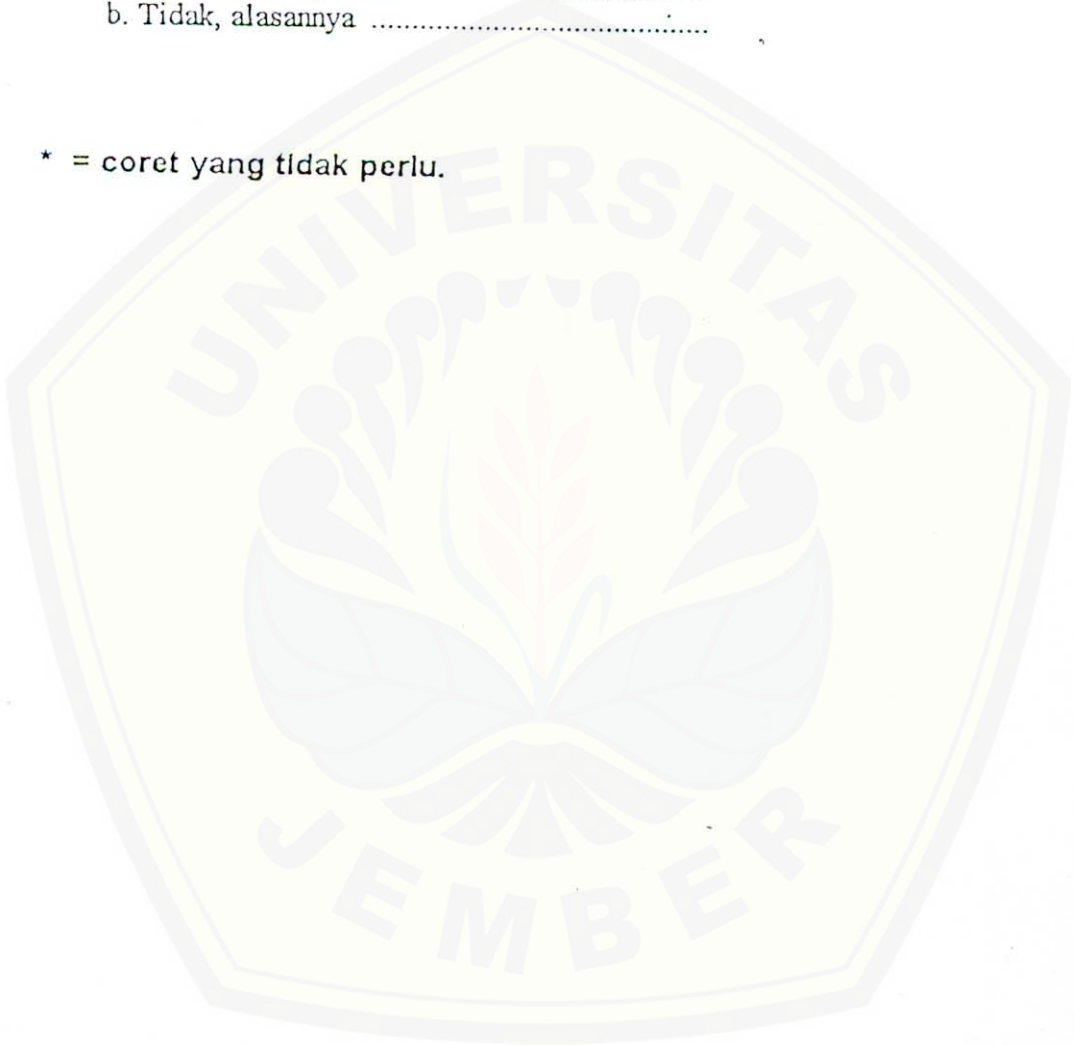 b. Tidak, alasannya ..........................................
* = coret yang tidak perlu.
UNIVERSITAS
JEMBER